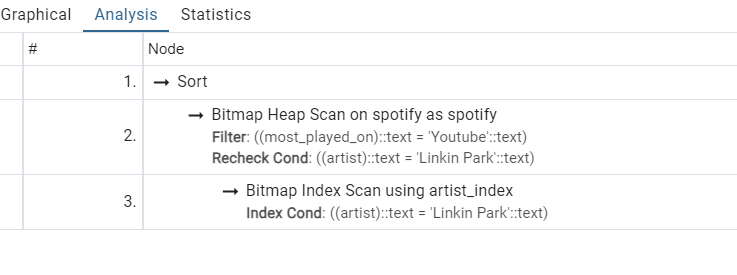 Graphical Analysis Statistics
# Node
1. → Sort
→ Bitmap Heap Scan on spotify as spotify
2. Filter: ((most_played_on)::text = 'Youtube'::text)
Recheck Cond: ((artist)::text = 'Linkin Park'::text)
→ Bitmap Index Scan using artist_index
3. Index Cond: ((artist)::text = 'Linkin Park'::text)